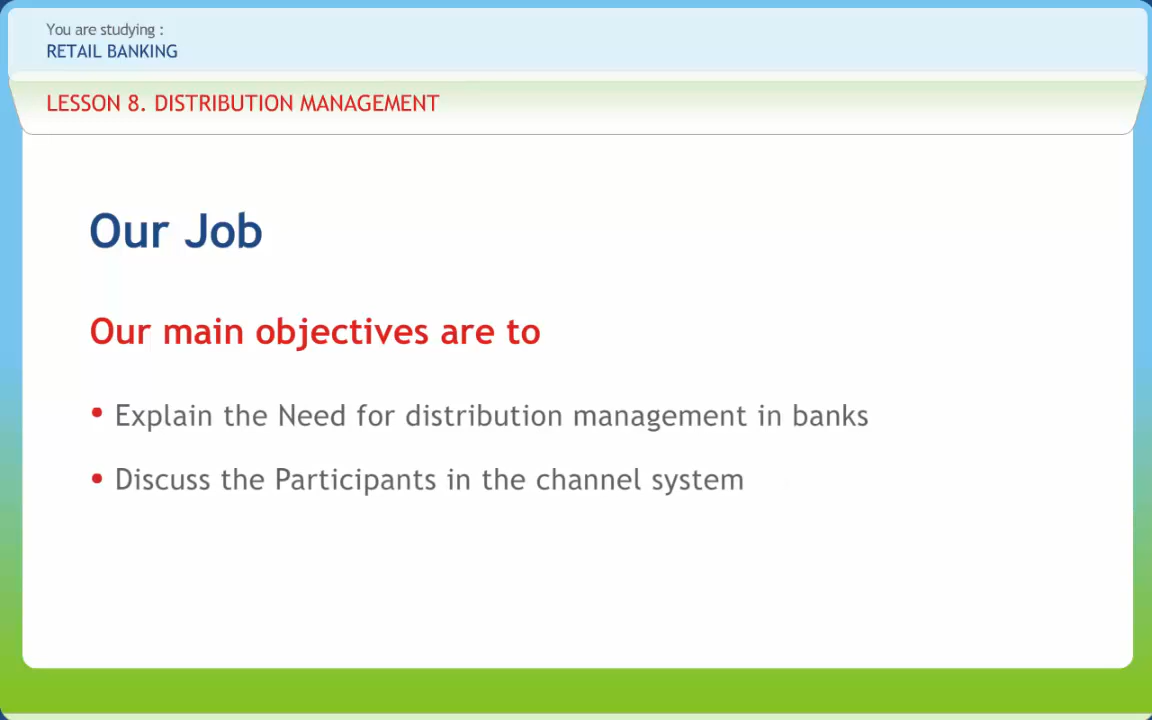 You are studying :
RETAIL BANKING
LESSON 8. DISTRIBUTION MANAGEMENT
Our Job
Our main objectives are to
• Explain the Need for distribution management in banks
• Discuss the Participants in the channel system